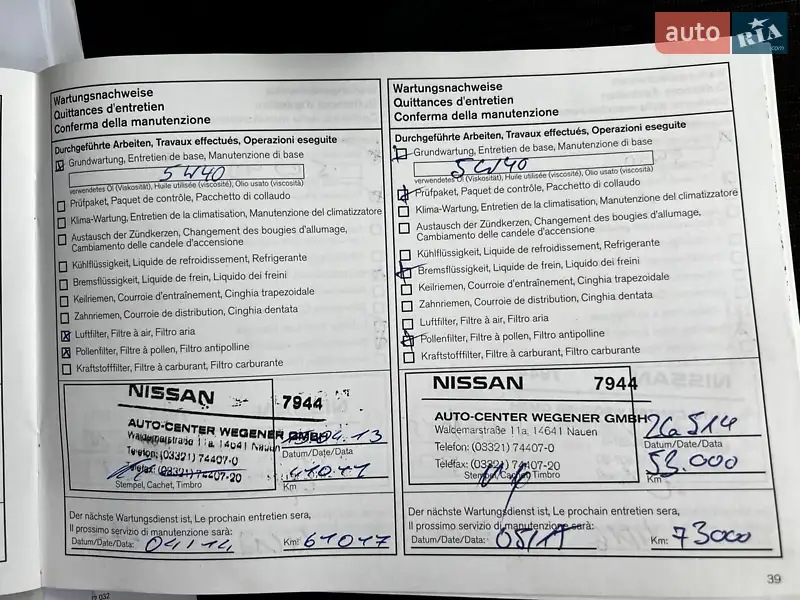 auto RIA .com
39
Wartungsnachweise
Quittances d'entretien
Conferma della manutenzione
Durchgeführte Arbeiten, Travaux effectués, Operazioni eseguite
Grundwartung, Entretien de base, Manutenzione di base
5W40
verwendetes Öl (Viskosität), Huile utilisée (viscosité), Olio usato (viscosità)
Prüfpaket, Paquet de contrôle, Pacchetto di collaudo
Klima-Wartung, Entretien de la climatisation, Manutenzione del climatizzatore
Austausch der Zündkerzen, Changement des bougies d'allumage,
Cambiamento delle candele d'accensione
Kühlflüssigkeit, Liquide de refroidissement, Refrigerante
Bremsflüssigkeit, Liquide de frein, Liquido dei freini
Keilriemen, Courroie d'entraînement, Cinghia trapezoidale
Zahnriemen, Courroie de distribution, Cinghia dentata
Luftfilter, Filtre à air, Filtro aria
Pollenfilter, Filtre à pollen, Filtro antipolline
Kraftstofffilter, Filtre à carburant, Filtro carburante
NISSAN 7944
AUTO-CENTER WEGENER GMBH
Waldemarstraße 11a, 14641 Nauen
Telefon: (03321) 74407-0
Telefax: (03321) 74407-20
Stempel, Cachet, Timbro
04.13
Datum/Date/Data
41047
Km
Der nächste Wartungsdienst ist, Le prochain entretien sera,
Il prossimo servizio di manutenzione sarà:
Datum/Date/Data: 04/14 Km: 61047
Wartungsnachweise
Quittances d'entretien
Conferma della manutenzione
Durchgeführte Arbeiten, Travaux effectués, Operazioni eseguite
Grundwartung, Entretien de base, Manutenzione di base
5W40
verwendetes Öl (Viskosität), Huile utilisée (viscosité), Olio usato (viscosità)
Prüfpaket, Paquet de contrôle, Pacchetto di collaudo
Klima-Wartung, Entretien de la climatisation, Manutenzione del climatizzatore
Austausch der Zündkerzen, Changement des bougies d'allumage,
Cambiamento delle candele d'accensione
Kühlflüssigkeit, Liquide de refroidissement, Refrigerante
Bremsflüssigkeit, Liquide de frein, Liquido dei freini
Keilriemen, Courroie d'entraînement, Cinghia trapezoidale
Zahnriemen, Courroie de distribution, Cinghia dentata
Luftfilter, Filtre à air, Filtro aria
Pollenfilter, Filtre à pollen, Filtro antipolline
Kraftstofffilter, Filtre à carburant, Filtro carburante
NISSAN 7944
AUTO-CENTER WEGENER GMBH
Waldemarstraße 11a, 14641 Nauen
Telefon: (03321) 74407-0
Telefax: (03321) 74407-20
Stempel, Cachet, Timbro
26.5.14
Datum/Date/Data
53.000
Km
Der nächste Wartungsdienst ist, Le prochain entretien sera,
Il prossimo servizio di manutenzione sarà:
Datum/Date/Data: Km: 73000
39